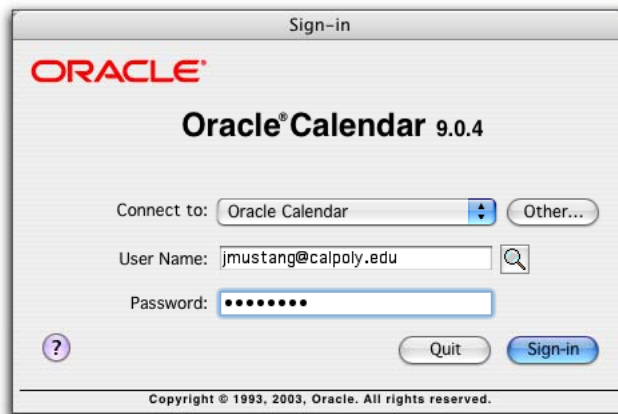 Sign-in
ORACLE®
Oracle® Calendar 9.0.4
Connect to: Oracle Calendar Other...
User Name: jmustang@calpoly.edu
Password: ••••••••
? Quit Sign-in
Copyright © 1993, 2003, Oracle. All rights reserved.